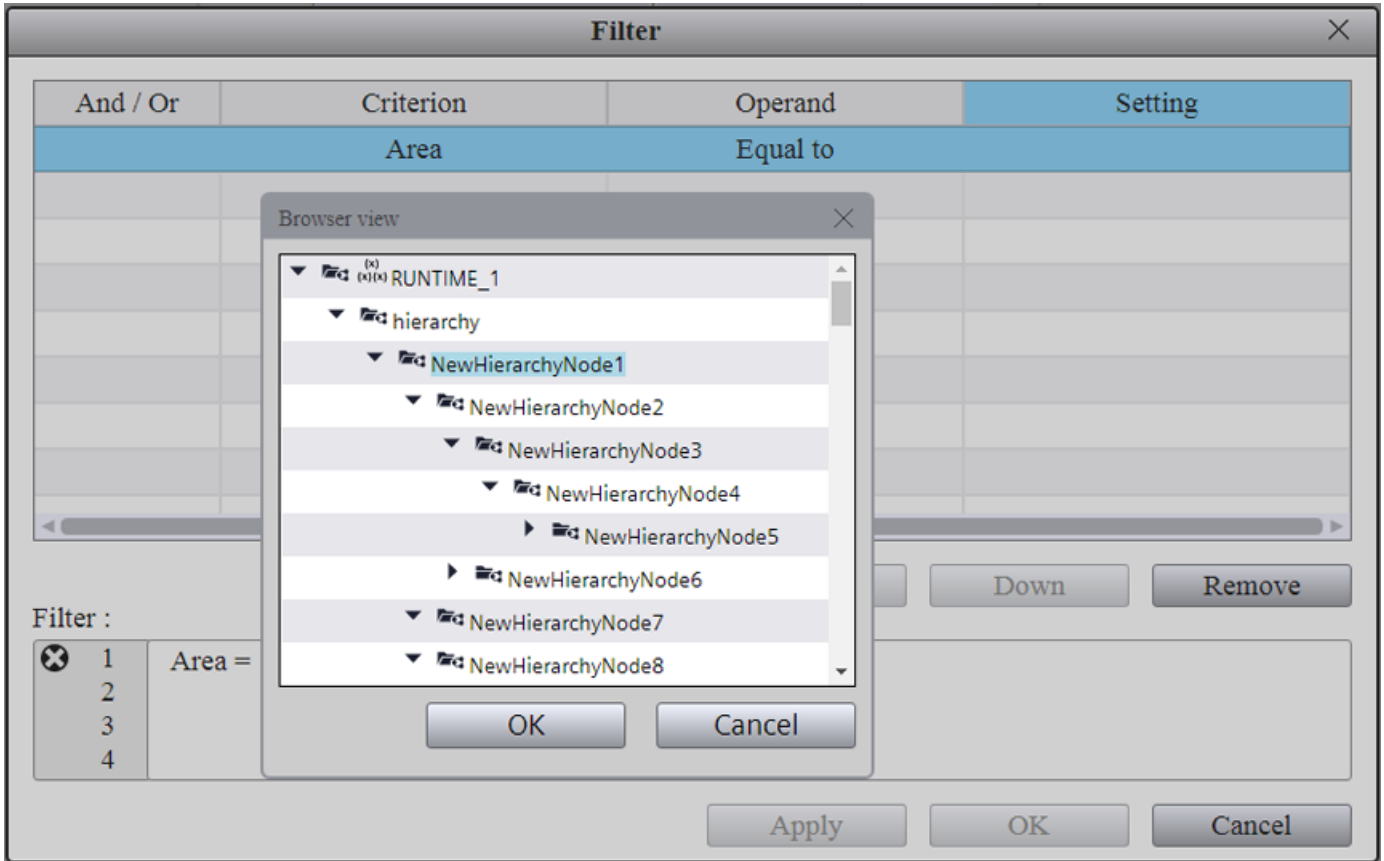 Filter
And / Or Criterion Operand Setting
Area Equal to
Browser view
(x)
(x)(x) RUNTIME_1
hierarchy
NewHierarchyNode1
NewHierarchyNode2
NewHierarchyNode3
NewHierarchyNode4
NewHierarchyNode5
NewHierarchyNode6
NewHierarchyNode7
NewHierarchyNode8
OK Cancel
Down Remove
Filter :
1 Area =
2
3
4
Apply OK Cancel